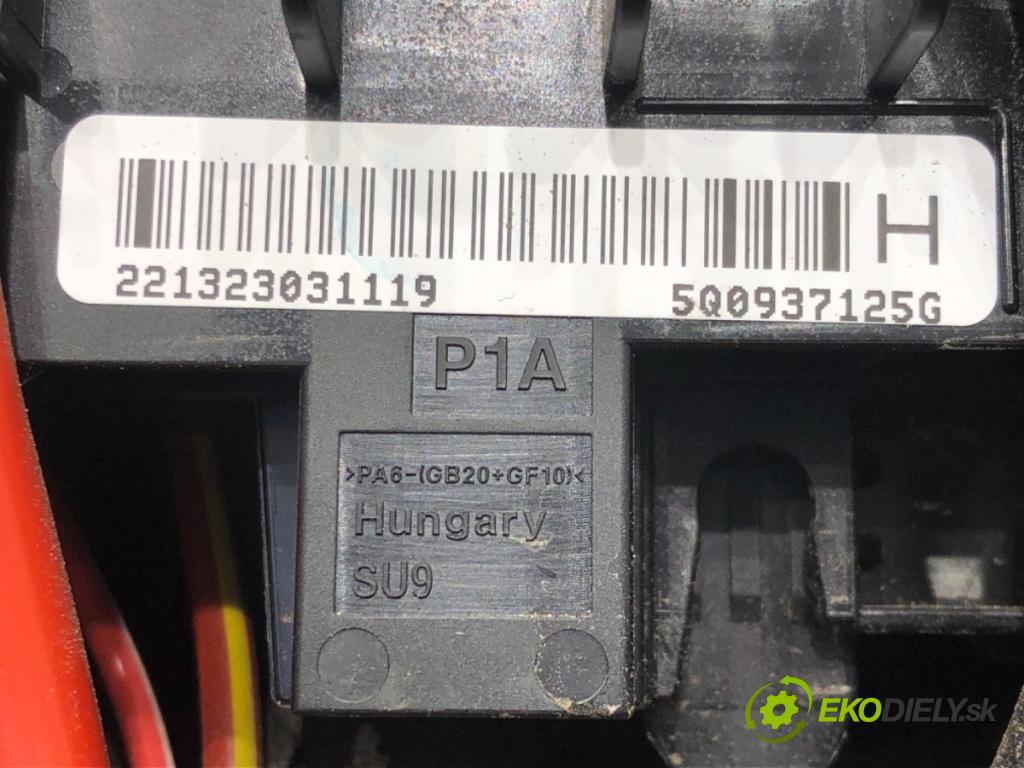 H
221323031119 5Q0937125G
P1A
>PA6-(GB20+GF10)<
Hungary
SU9
EKODIELY.sk